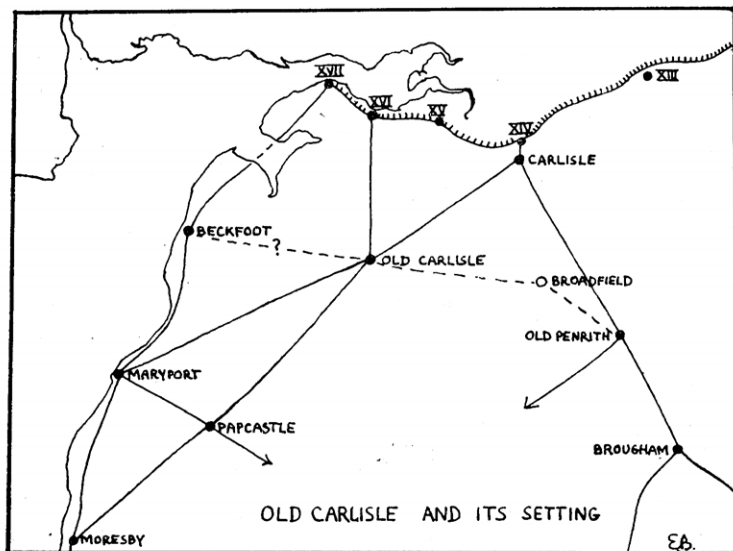 XVII
XVI
XV
XIV
XIII
CARLISLE
BECKFOOT
?
OLD CARLISLE
BROADFIELD
OLD PENRITH
MARYPORT
PAPCASTLE
BROUGHAM
OLD CARLISLE AND ITS SETTING
MORESBY
E.B.